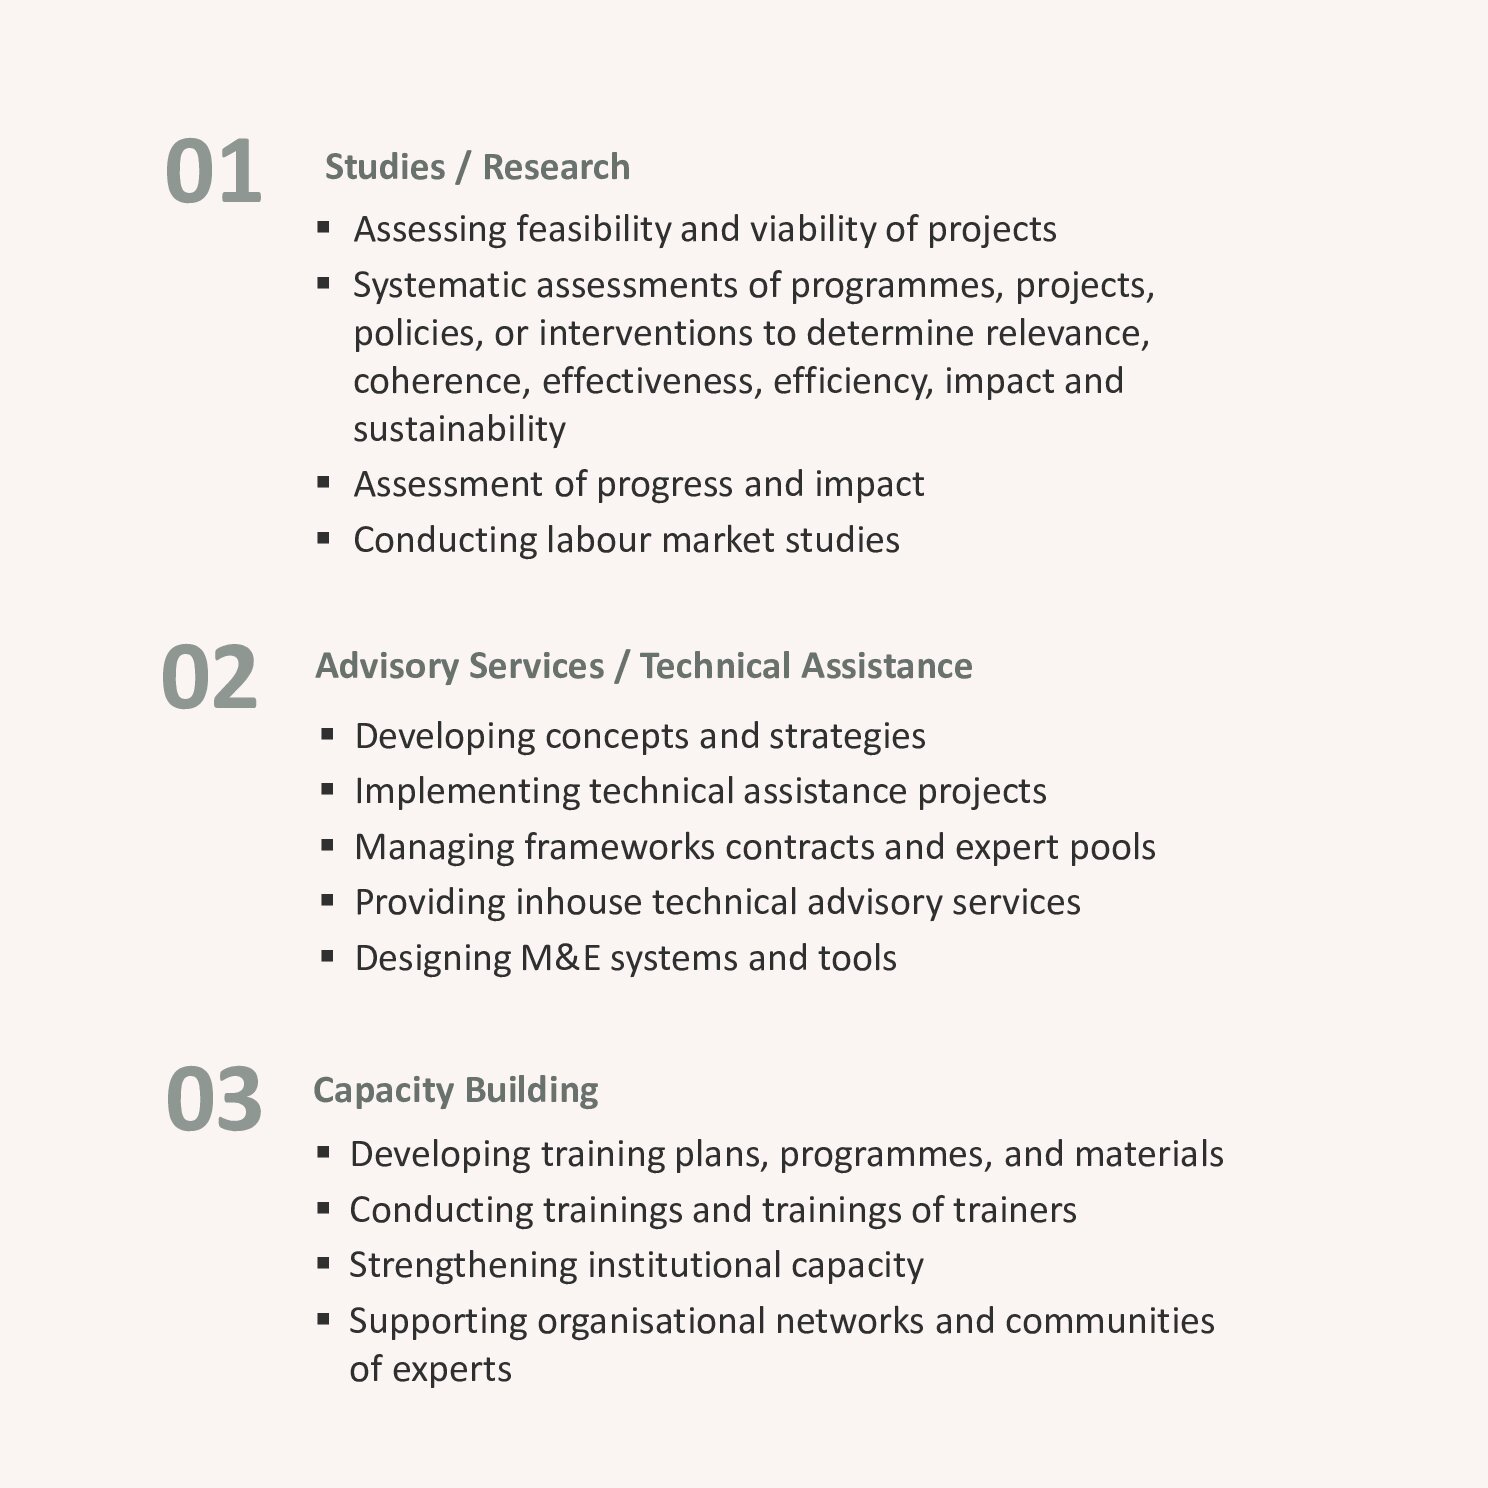 01
Studies / Research
▪ Assessing feasibility and viability of projects
▪ Systematic assessments of programmes, projects,
policies, or interventions to determine relevance,
coherence, effectiveness, efficiency, impact and
sustainability
▪ Assessment of progress and impact
▪ Conducting labour market studies
02
Advisory Services / Technical Assistance
▪ Developing concepts and strategies
▪ Implementing technical assistance projects
▪ Managing frameworks contracts and expert pools
▪ Providing inhouse technical advisory services
▪ Designing M&E systems and tools
03
Capacity Building
▪ Developing training plans, programmes, and materials
▪ Conducting trainings and trainings of trainers
▪ Strengthening institutional capacity
▪ Supporting organisational networks and communities
of experts